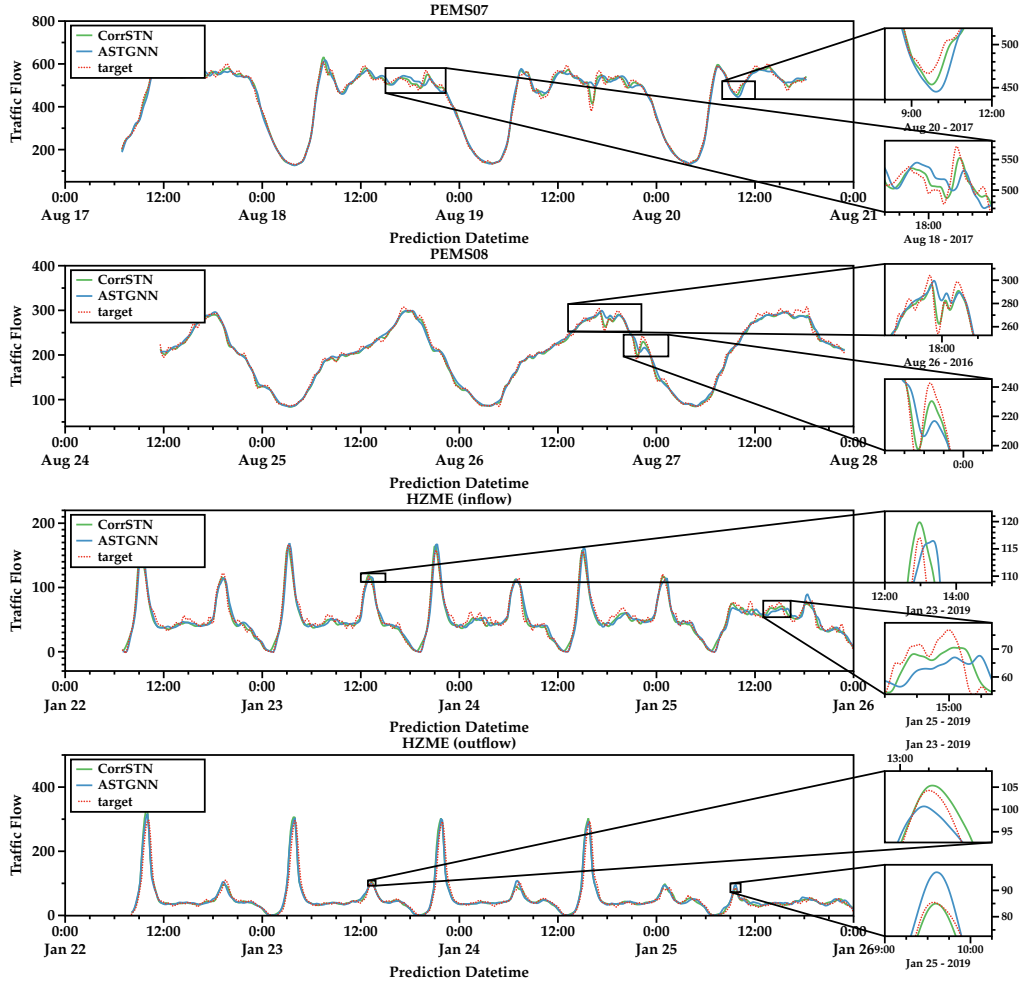 PEMS07
CorrSTN
ASTGNN
target
800
600
400
200
Traffic Flow
0:00 12:00 0:00 12:00 0:00 12:00 0:00 12:00 0:00
Aug 17 Aug 18 Aug 19 Aug 20 Aug 21
Prediction Datetime
500
450
9:00 12:00
Aug 20 - 2017
550
500
18:00
Aug 18 - 2017
PEMS08
CorrSTN
ASTGNN
target
400
300
200
100
Traffic Flow
0:00 12:00 0:00 12:00 0:00 12:00 0:00 12:00 0:00
Aug 24 Aug 25 Aug 26 Aug 27 Aug 28
Prediction Datetime
300
280
260
18:00
Aug 26 - 2016
240
220
200
0:00
HZME (inflow)
CorrSTN
ASTGNN
target
200
100
0
Traffic Flow
0:00 12:00 0:00 12:00 0:00 12:00 0:00 12:00 0:00
Jan 22 Jan 23 Jan 24 Jan 25 Jan 26
Prediction Datetime
120
115
110
12:00 14:00
Jan 23 - 2019
70
60
15:00
Jan 25 - 2019
HZME (outflow)
CorrSTN
ASTGNN
target
400
200
0
Traffic Flow
0:00 12:00 0:00 12:00 0:00 12:00 0:00 12:00 0:00
Jan 22 Jan 23 Jan 24 Jan 25 Jan 26
Prediction Datetime
Jan 23 - 2019
13:00
105
100
95
90
80
9:00 10:00
Jan 25 - 2019